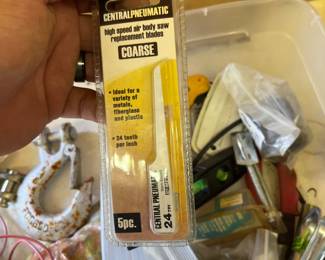 CENTRALPNEUMATIC
high speed air body saw
replacement blades
COARSE
• Ideal for a
variety of
metals,
fiberglass
and plastic
• 24 teeth
per inch
5pc.
CENTRAL PNEUMATIC
24 TPI